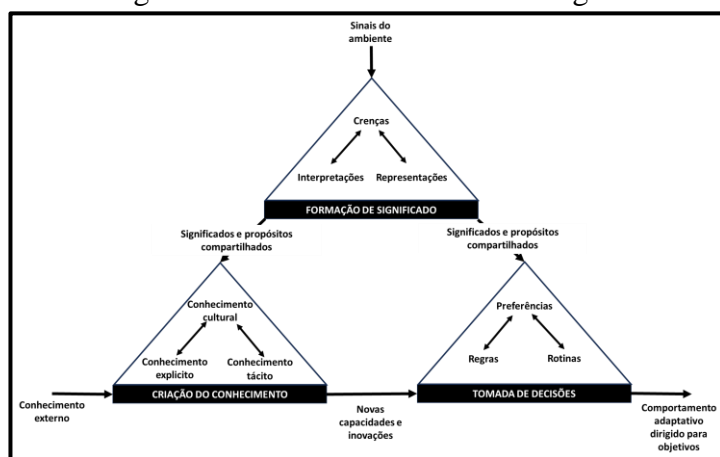 Sinais do
ambiente
Crenças
Interpretações Representações
FORMAÇÃO DE SIGNIFICADO
Significados e propósitos
compartilhados
Significados e propósitos
compartilhados
Conhecimento
cultural
Conhecimento
explicito
Conhecimento
tácito
CRIAÇÃO DO CONHECIMENTO
Preferências
Regras
Rotinas
TOMADA DE DECISÕES
Conhecimento
externo
Novas
capacidades e
inovações
Comportamento
adaptativo
dirigido para
objetivos